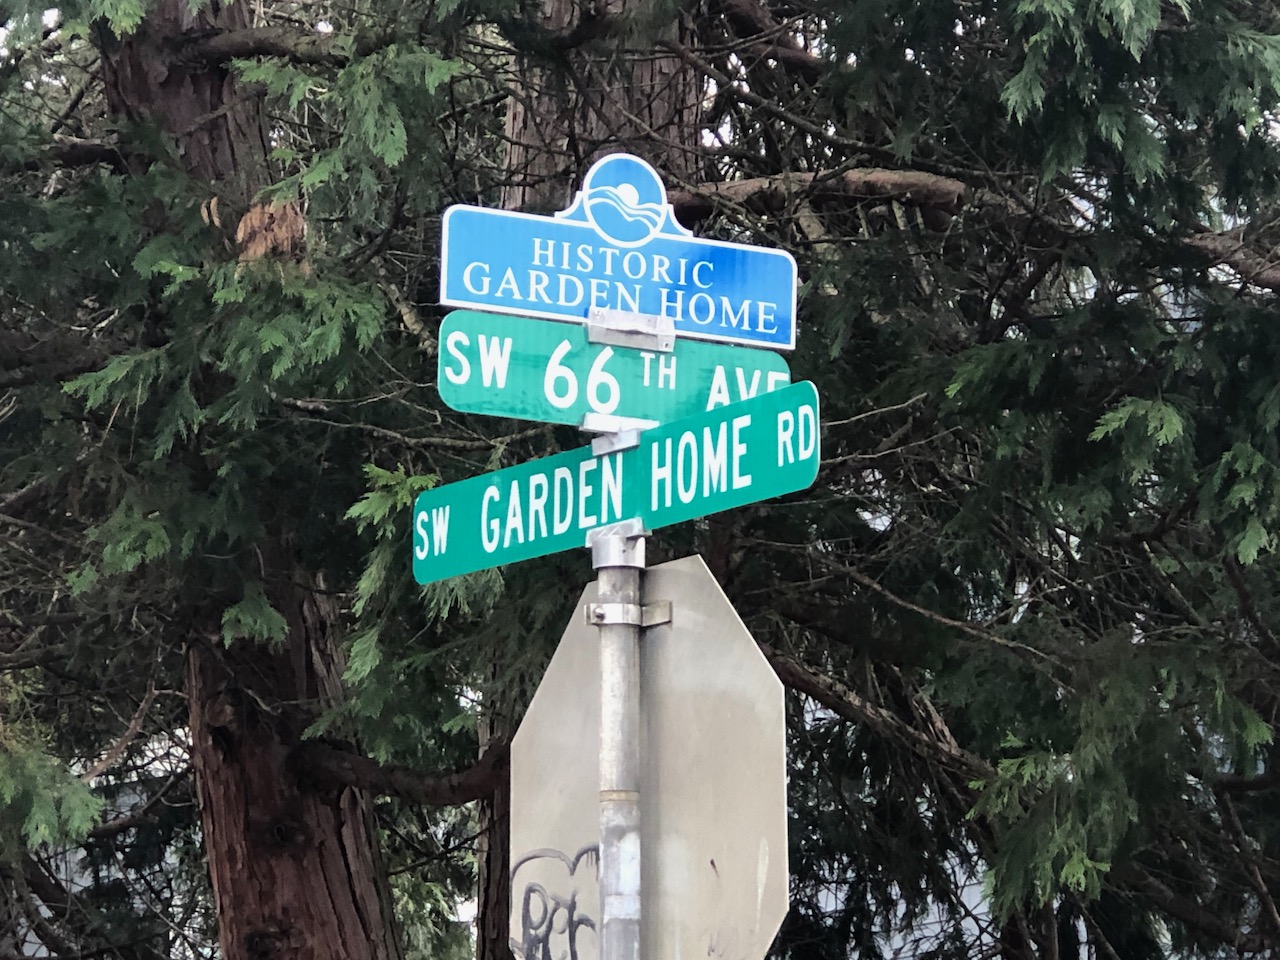 HISTORIC
GARDEN HOME
SW 66TH AVE
SW GARDEN HOME RD